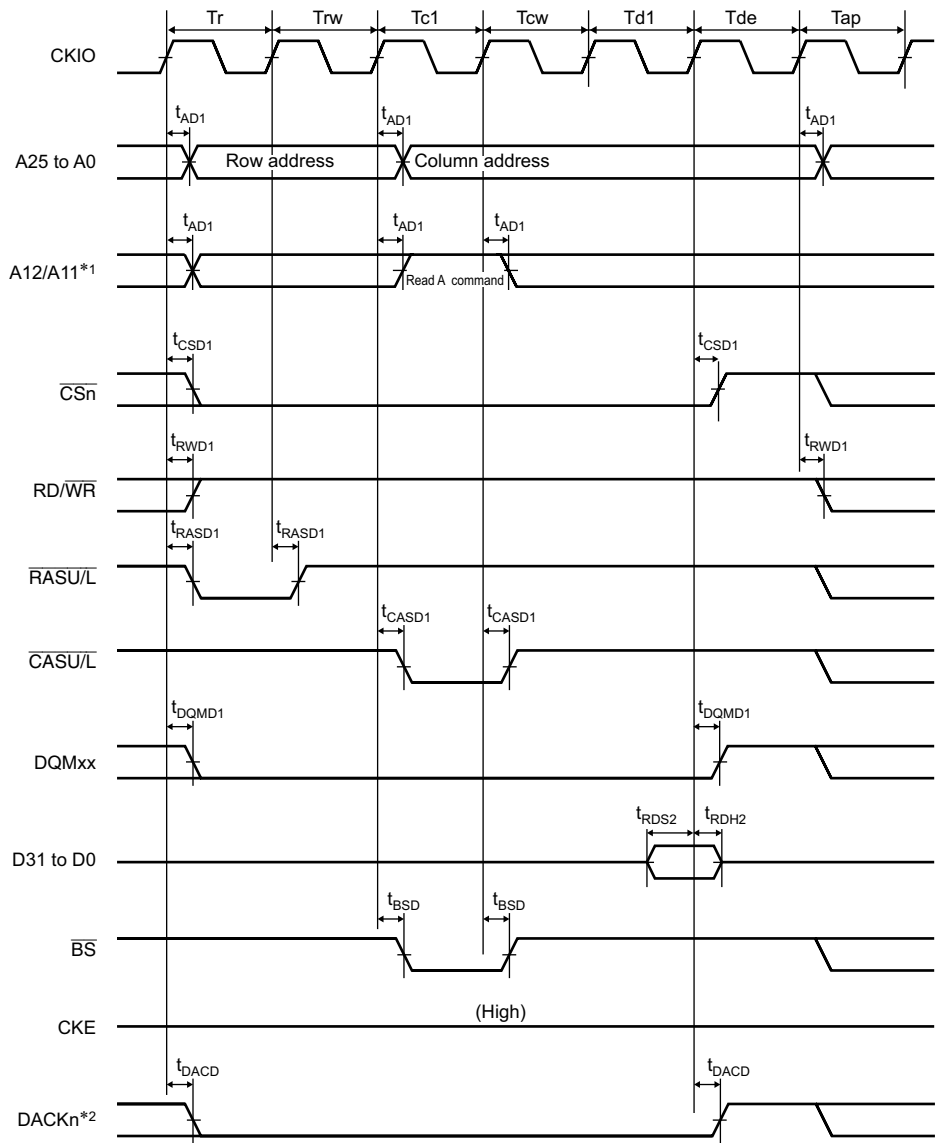 Tr Trw Tc1 Tcw Td1 Tde Tap
CKIO
tAD1 tAD1 tAD1
A25 to A0 Row address Column address
tAD1 tAD1 tAD1
A12/A11*1 Read A command
tCSD1 tCSD1
CSn
tRWD1 tRWD1
RD/WR
tRASD1 tRASD1
RASU/L
tCASD1 tCASD1
CASU/L
tDQMD1 tDQMD1
DQMxx
tRDS2 tRDH2
D31 to D0
tBSD tBSD
BS
(High)
CKE
tDACD tDACD
DACKn*2